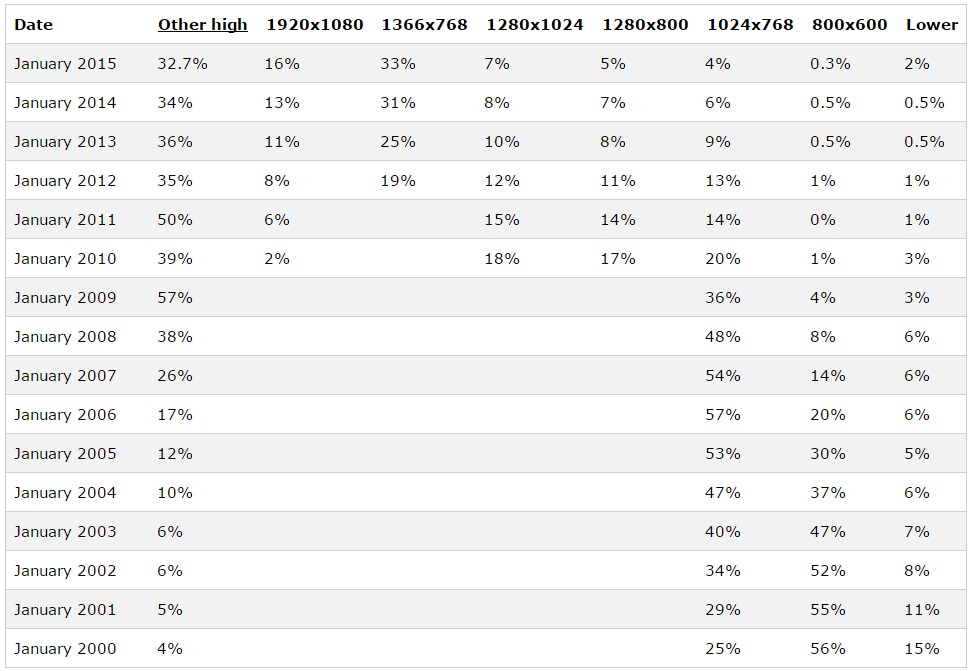 Date Other high 1920x1080 1366x768 1280x1024 1280x800 1024x768 800x600 Lower
January 2015 32.7% 16% 33% 7% 5% 4% 0.3% 2%
January 2014 34% 13% 31% 8% 7% 6% 0.5% 0.5%
January 2013 36% 11% 25% 10% 8% 9% 0.5% 0.5%
January 2012 35% 8% 19% 12% 11% 13% 1% 1%
January 2011 50% 6% 15% 14% 14% 0% 1%
January 2010 39% 2% 18% 17% 20% 1% 3%
January 2009 57% 36% 4% 3%
January 2008 38% 48% 8% 6%
January 2007 26% 54% 14% 6%
January 2006 17% 57% 20% 6%
January 2005 12% 53% 30% 5%
January 2004 10% 47% 37% 6%
January 2003 6% 40% 47% 7%
January 2002 6% 34% 52% 8%
January 2001 5% 29% 55% 11%
January 2000 4% 25% 56% 15%